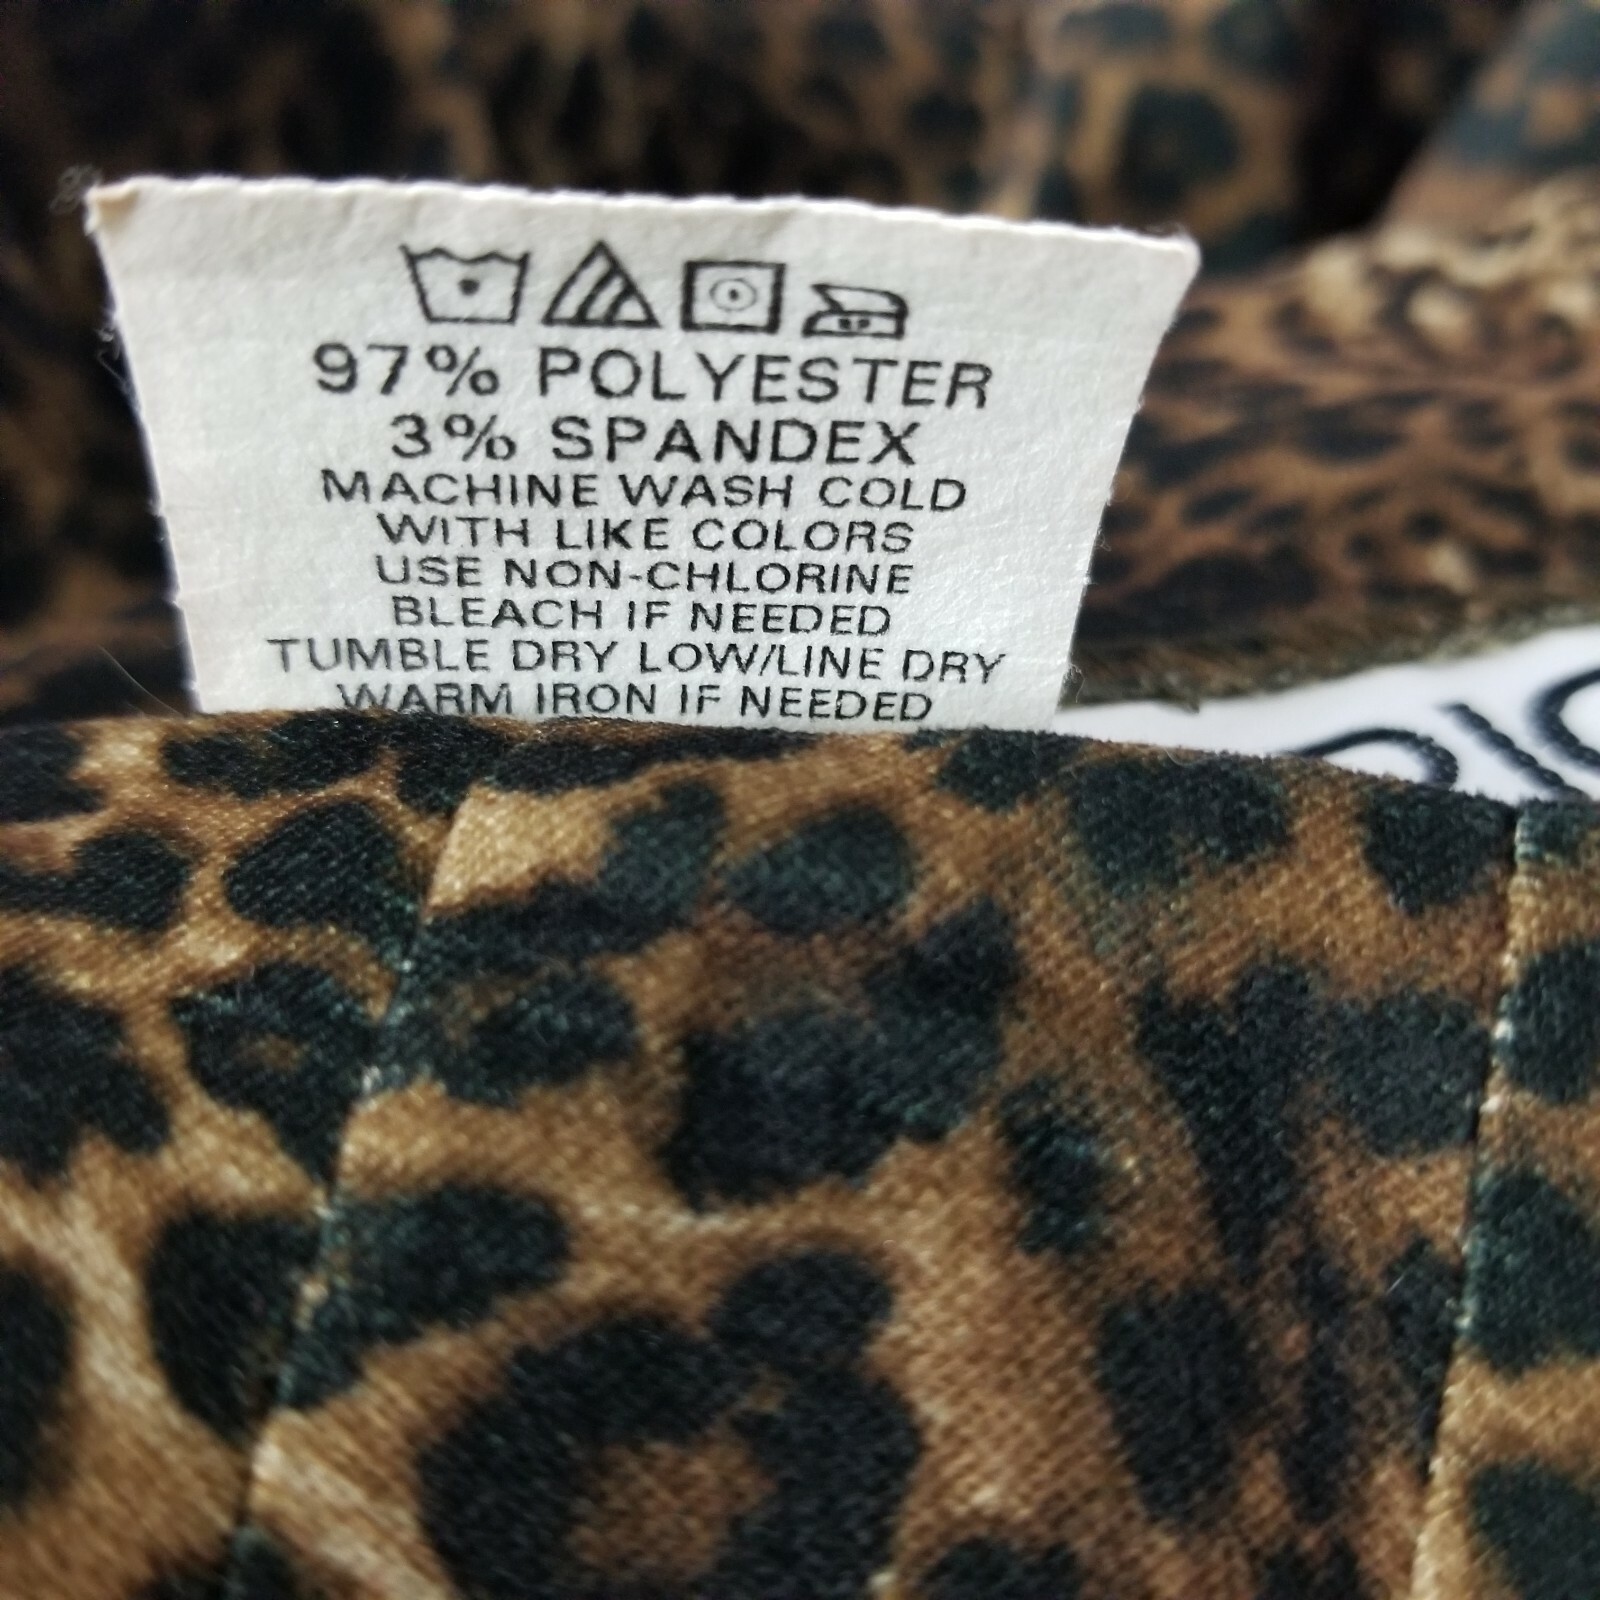 97% POLYESTER
3% SPANDEX
MACHINE WASH COLD
WITH LIKE COLORS
USE NON-CHLORINE
BLEACH IF NEEDED
TUMBLE DRY LOW/LINE DRY
WARM IRON IF NEEDED